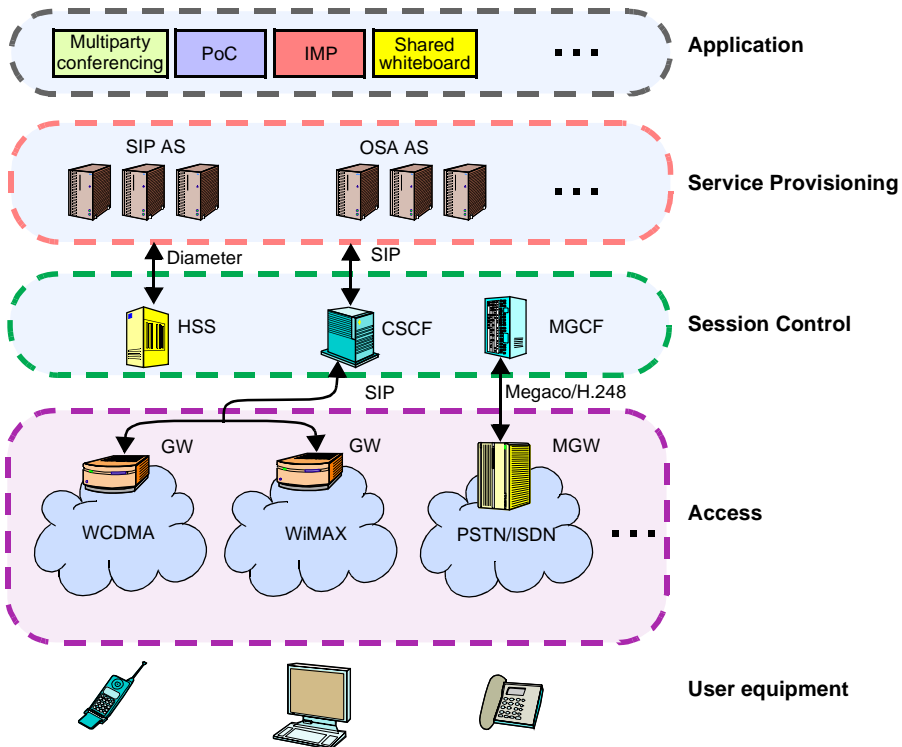 Multiparty
conferencing
PoC
IMP
Shared
whiteboard
Application
SIP AS
OSA AS
Service Provisioning
Diameter
SIP
HSS
CSCF
MGCF
Session Control
SIP
Megaco/H.248
GW
GW
MGW
WCDMA
WiMAX
PSTN/ISDN
Access
User equipment